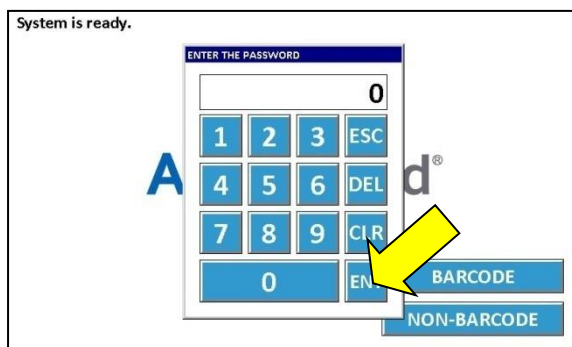 System is ready.
ENTER THE PASSWORD
0
1 2 3 ESC
4 5 6 DEL
7 8 9 CLR
0
BARCODE
NON-BARCODE